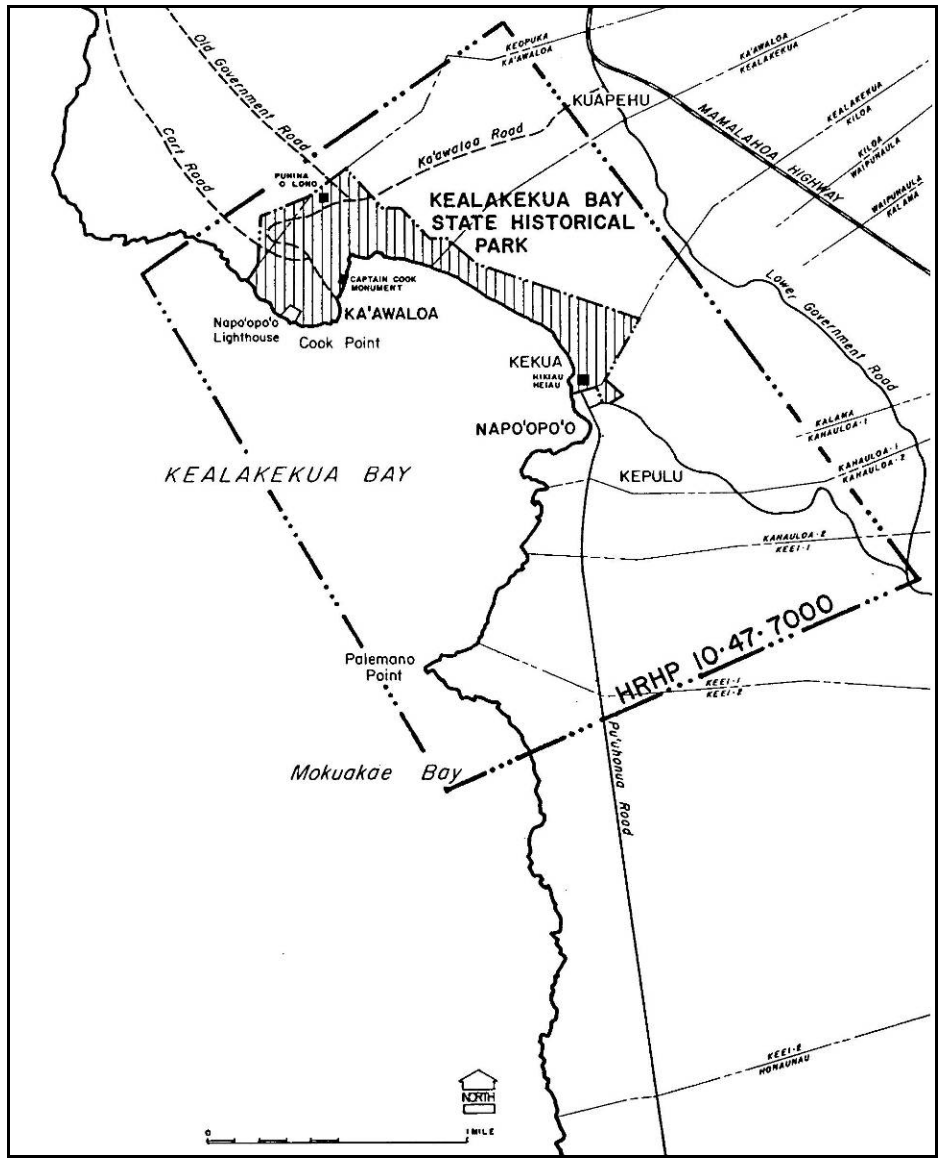 Old Government Road
Cart Road
KEOPUKA
KA'AWALOA
KA'AWALOA
KEALAKEKUA
KUAPEHU
MAMALAHOA HIGHWAY
KEALAKEKUA
KILOA
KILOA
WAIPUNAULA
WAIPUNAULA
KALAMA
Ka'awaloa Road
PUHINA
O LONO
KEALAKEKUA BAY
STATE HISTORICAL
PARK
CAPTAIN COOK
MONUMENT
KA'AWALOA
Napo'opo'o
Lighthouse
Cook Point
Lower Government Road
KEKUA
HIKIAU
HEIAU
NAPO'OPO'O
KALAMA
KAHAULOA-1
KEALAKEKUA BAY
KEPULU
KAHAULOA-1
KAHAULOA-2
KAHAULOA-2
KEEI-1
HRHP 10·47·7000
Palemano
Point
KEEI-1
KEEI-2
Mokuakae Bay
Pu'uhonua Road
KEEI-2
HONAUNAU
NORTH
0
1 MILE